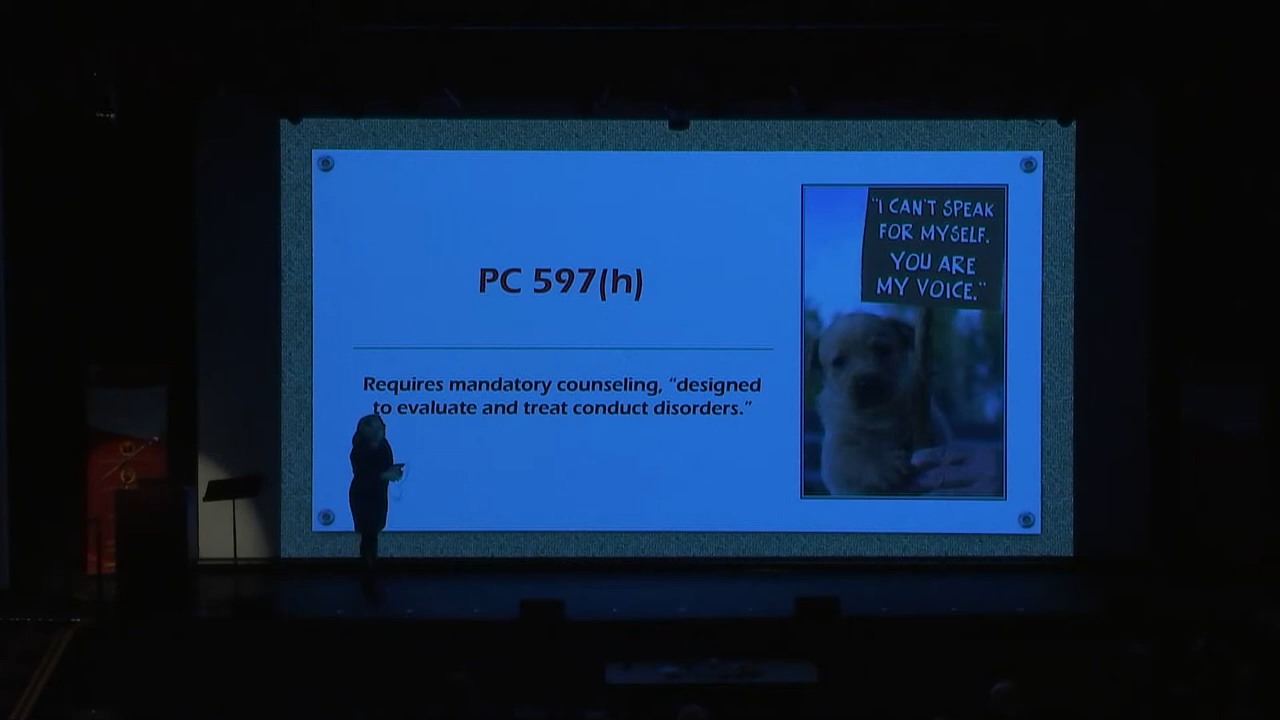 PC 597(h)
Requires mandatory counseling, “designed
to evaluate and treat conduct disorders.”
"I CAN'T SPEAK
FOR MYSELF.
YOU ARE
MY VOICE."